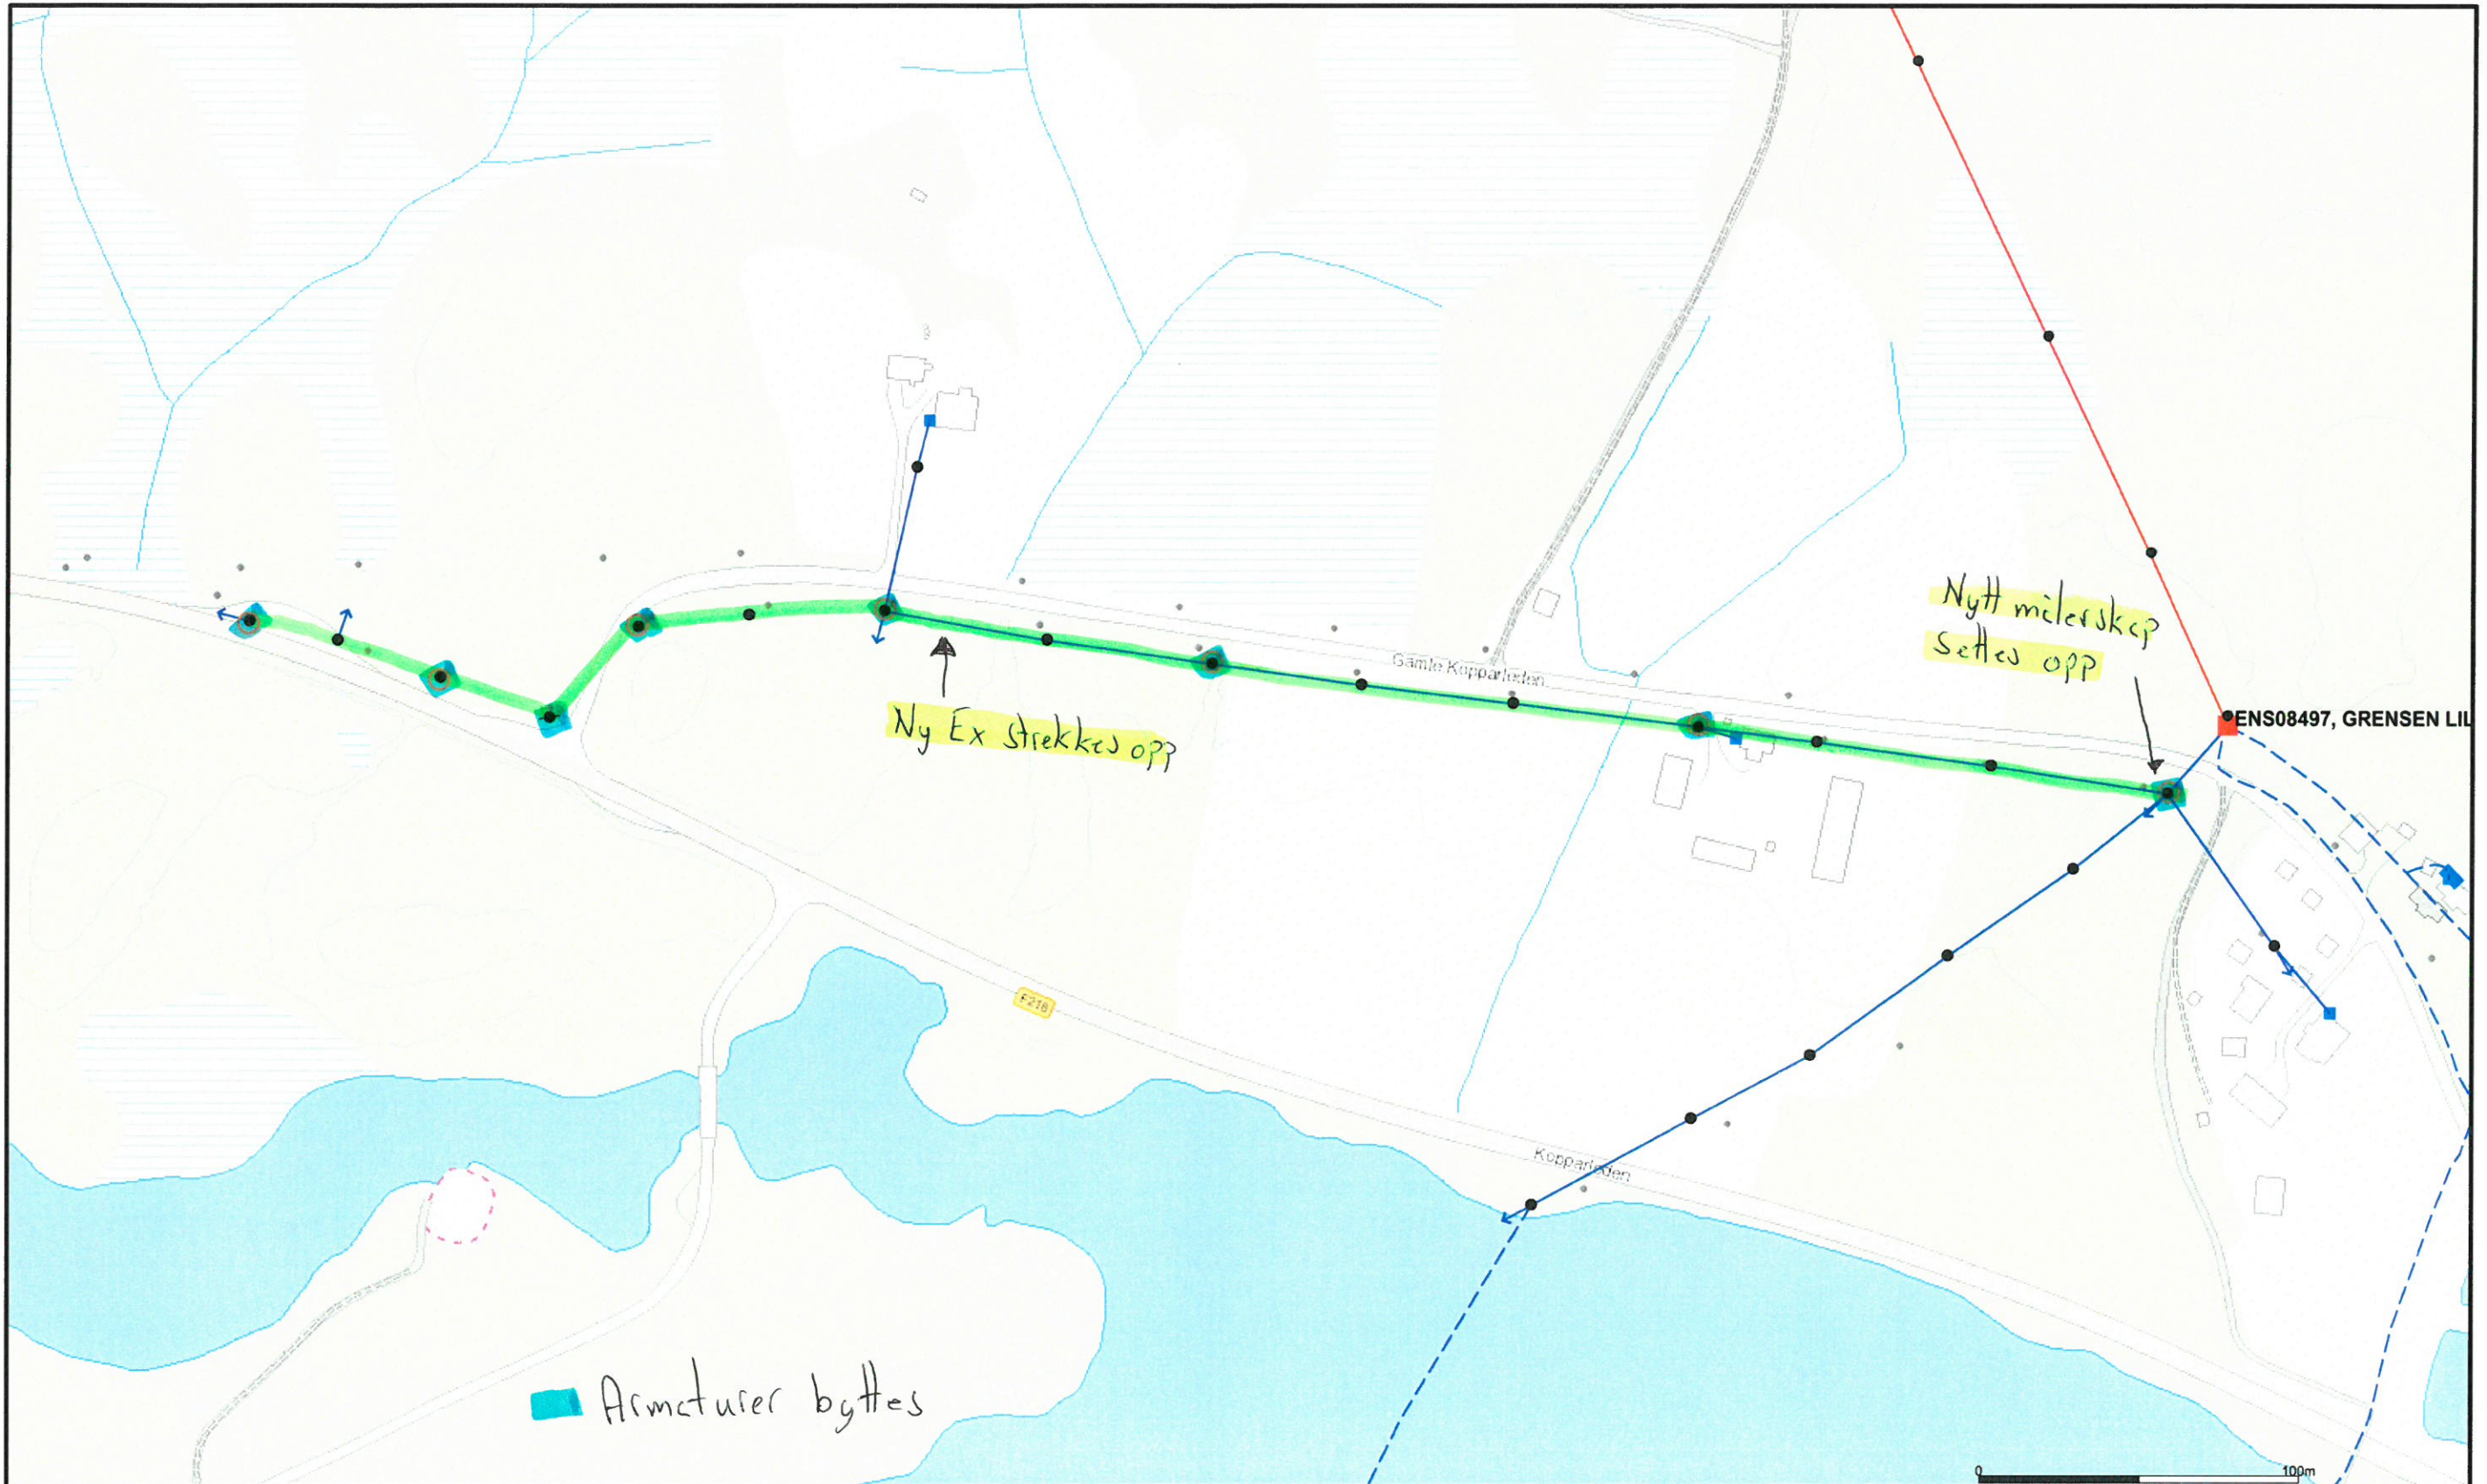 Gamle Kopparleden
Nytt målerskap
settes opp
ENS08497, GRENSEN LIL
Ny Ex strekkes opp
F218
Kopparleden
Armaturer byttes
0 100m